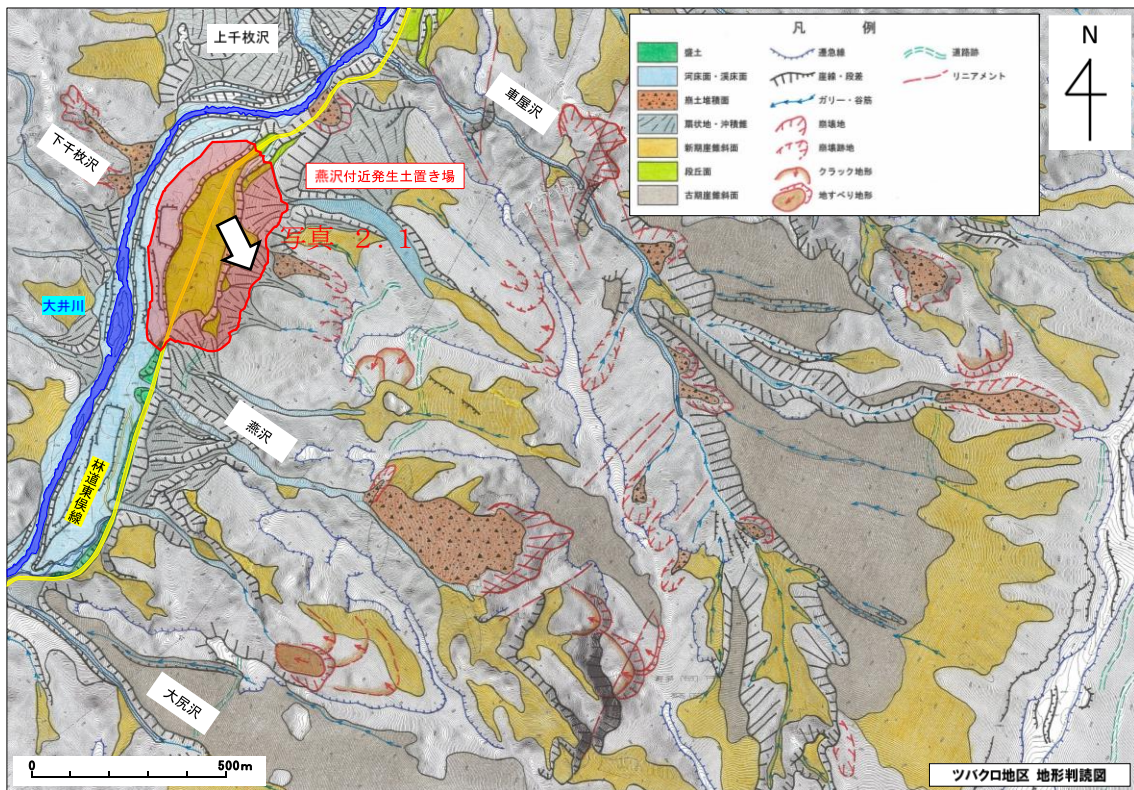 上千枚沢
凡 例
盛土
河床面・渓床面
崩土堆積面
扇状地・沖積錐
新期崖錐斜面
段丘面
古期崖錐斜面
遷急線
崖線・段差
ガリー・谷筋
崩壊地
崩壊跡地
クラック地形
地すべり地形
道路跡
リニアメント
N
車屋沢
下千枚沢
燕沢付近発生土置き場
写真 2.1
大井川
燕沢
林道東俣線
大尻沢
0 500m
ツバクロ地区 地形判読図